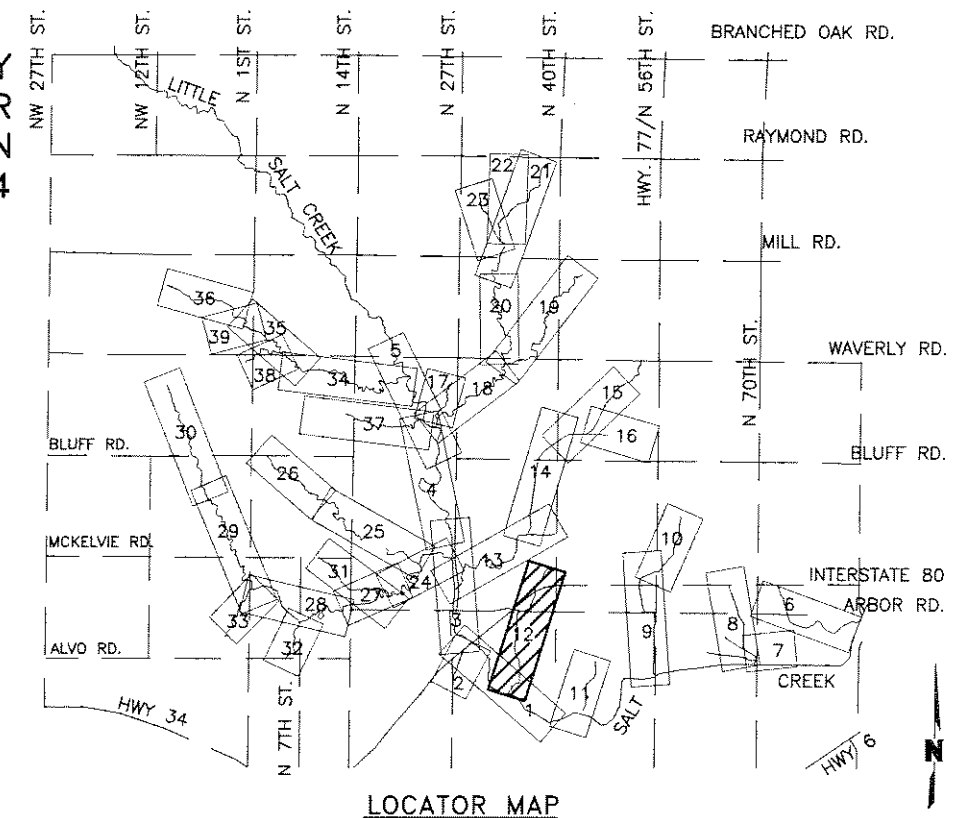 NW 27TH ST.
NW 12TH ST.
N 1ST ST.
N 14TH ST.
N 27TH ST.
N 40TH ST.
HWY. 77/N 56TH ST.
BRANCHED OAK RD.
LITTLE
SALT CREEK
RAYMOND RD.
22
21
23
MILL RD.
36
35
39
20
19
5
N 70TH ST.
WAVERLY RD.
38
34
17
18
15
30
37
16
BLUFF RD.
BLUFF RD.
26
14
4
29
25
MCKELVIE RD.
10
13
31
24
INTERSTATE 80
27
28
6
ARBOR RD.
33
3
12
9
8
32
7
ALVO RD.
2
11
CREEK
SALT
1
HWY 34
N 7TH ST.
HWY 6
N
LOCATOR MAP